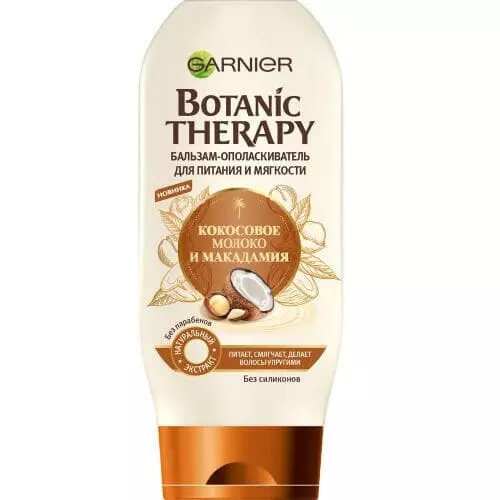 GARNIER
BOTANIC
THERAPY
БАЛЬЗАМ-ОПОЛАСКИВАТЕЛЬ
ДЛЯ ПИТАНИЯ И МЯГКОСТИ
НОВИНКА
КОКОСОВОЕ
МОЛОКО
И МАКАДАМИЯ
Без парабенов
НАТУРАЛЬНЫЙ
ЭКСТРАКТ
ПИТАЕТ, СМЯГЧАЕТ, ДЕЛАЕТ
ВОЛОСЫ УПРУГИМИ
Без силиконов